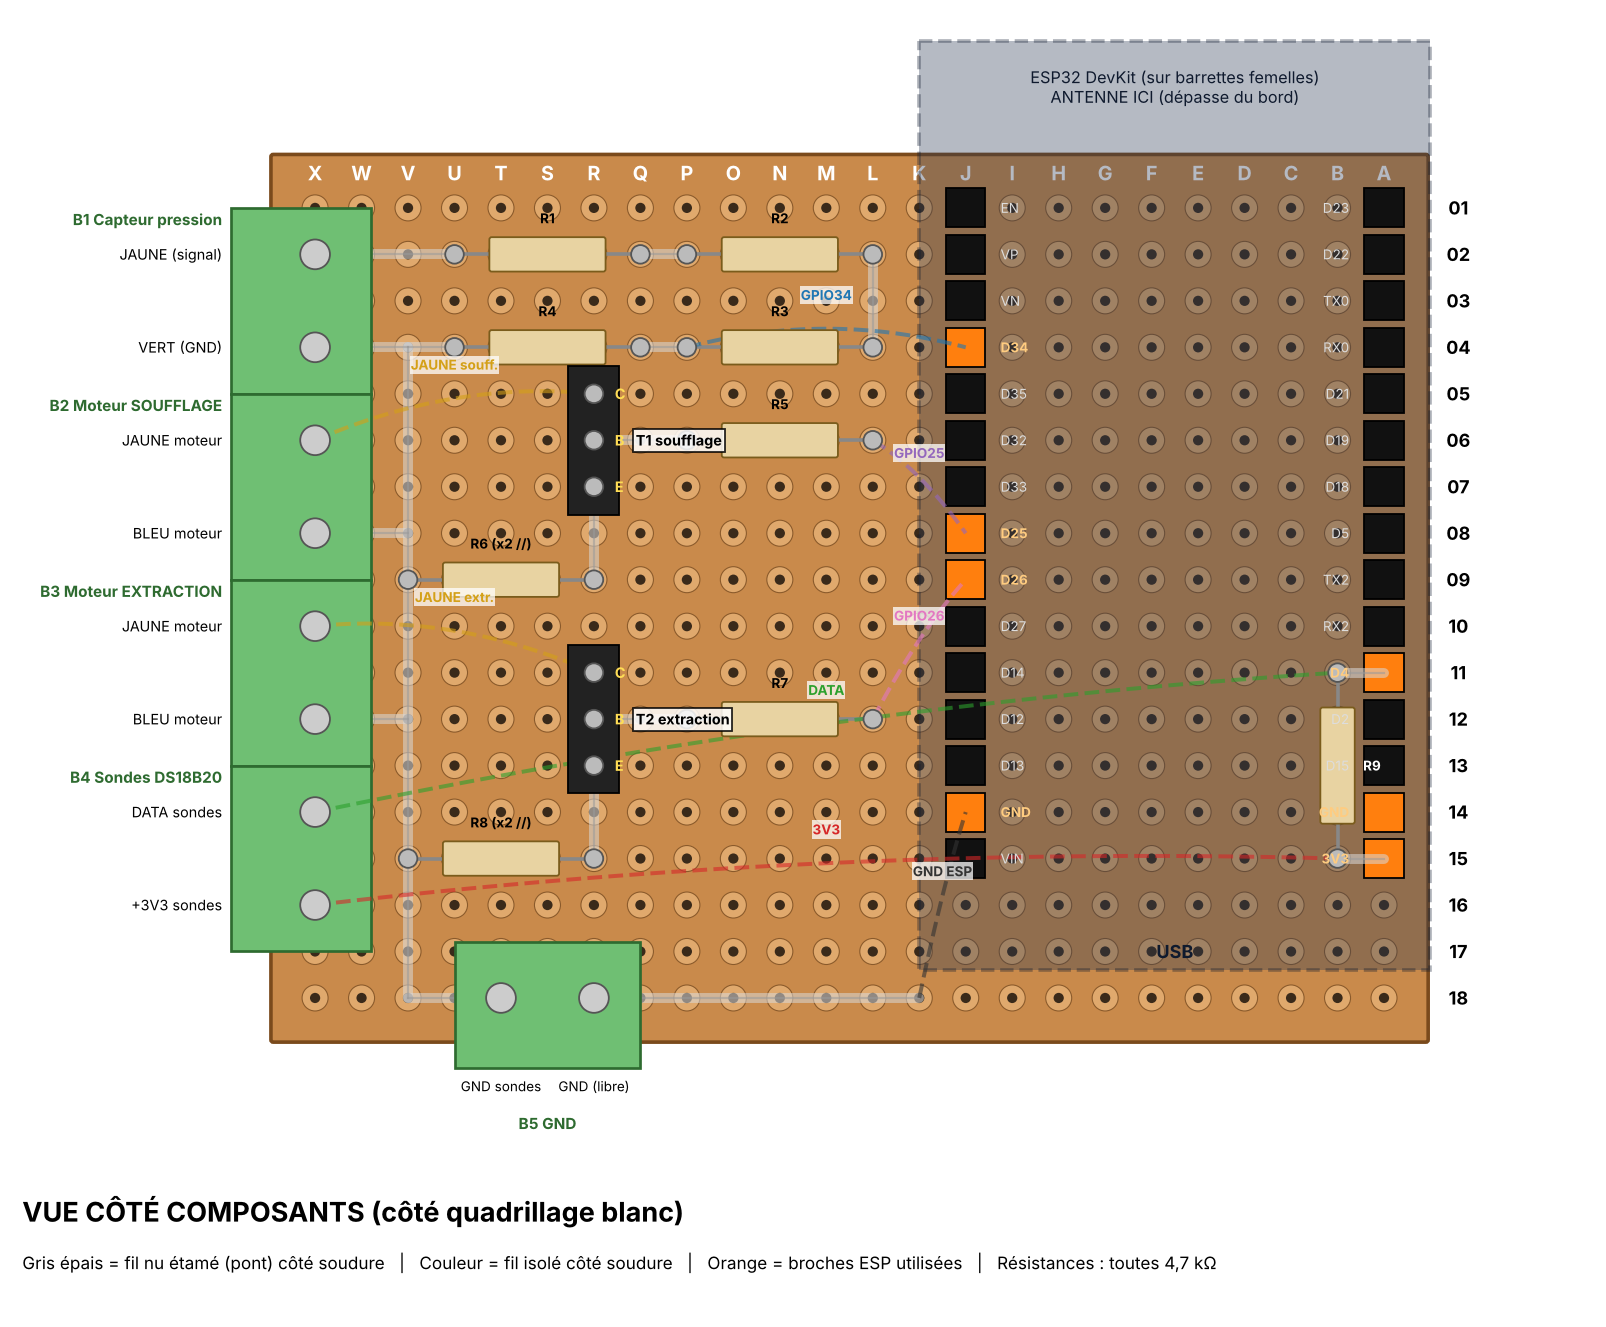 ESP32 DevKit (sur barrettes femelles)
ANTENNE ICI (dépasse du bord)
X W V U T S R Q P O N M L K J I H G F E D C B A
EN D23 01
B1 Capteur pression
R1 R2
JAUNE (signal) VP D22 02
GPIO34
VN TX0 03
R4 R3
VERT (GND) D34 RX0 04
JAUNE souff.
C D35 D21 05
B2 Moteur SOUFFLAGE
R5
JAUNE moteur B T1 soufflage D32 D19 06
GPIO25
E D33 D18 07
BLEU moteur D25 D5 08
R6 (x2 //)
D26 TX2 09
B3 Moteur EXTRACTION
JAUNE extr.
GPIO26
JAUNE moteur D27 RX2 10
C D14 D4 11
R7
DATA
BLEU moteur B T2 extraction D12 D2 12
E D13 D15 R9 13
B4 Sondes DS18B20
DATA sondes GND 14
R8 (x2 //)
3V3
VIN 3V3 15
GND ESP
+3V3 sondes 16
USB 17
18
GND sondes GND (libre)
B5 GND
VUE CÔTÉ COMPOSANTS (côté quadrillage blanc)
Gris épais = fil nu étamé (pont) côté soudure | Couleur = fil isolé côté soudure | Orange = broches ESP utilisées | Résistances : toutes 4,7 kΩ